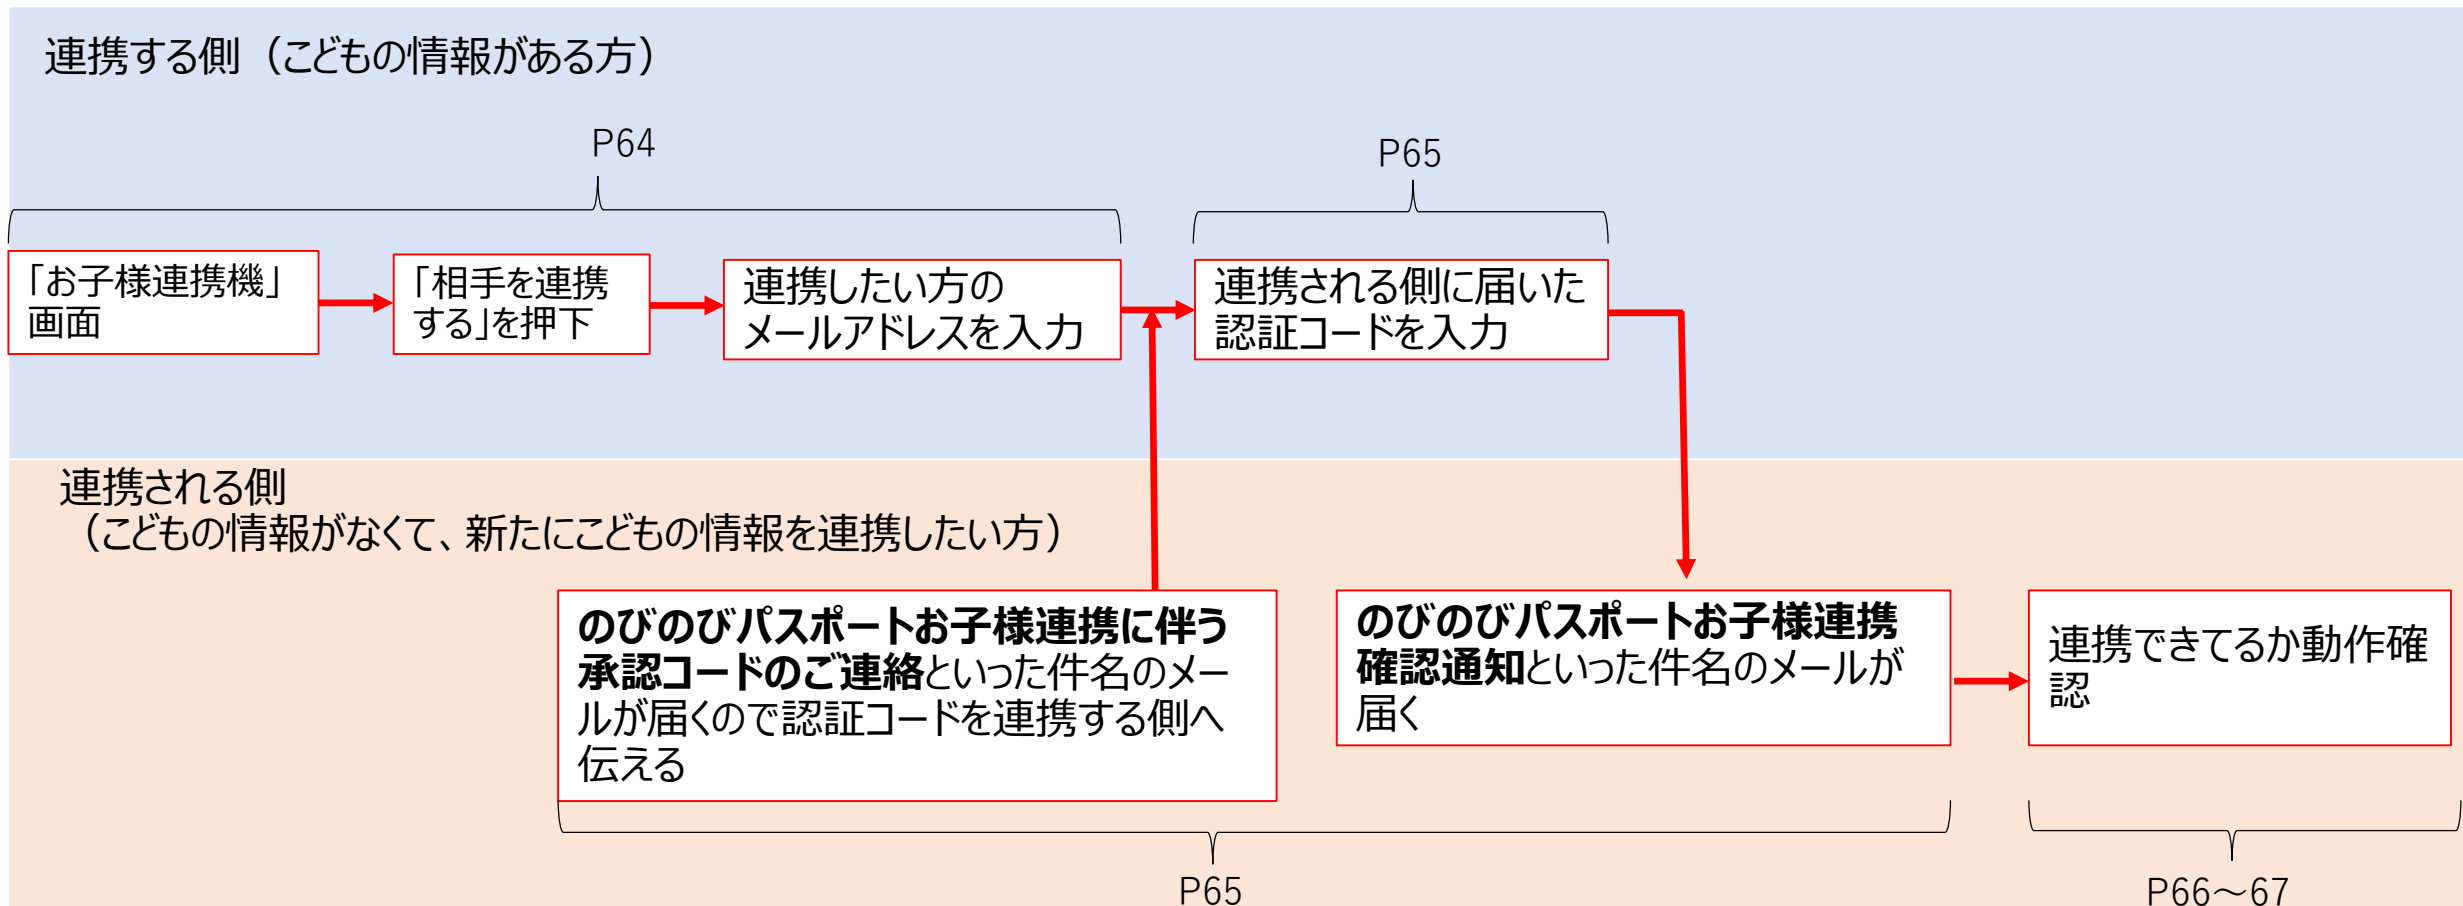 連携する側（こどもの情報がある方）
P64
P65
「お子様連携機」
画面
「相手を連携
する」を押下
連携したい方の
メールアドレスを入力
連携される側に届いた
認証コードを入力
連携される側
（こどもの情報がなくて、新たにこどもの情報を連携したい方）
のびのびパスポートお子様連携に伴う
承認コードのご連絡といった件名のメー
ルが届くので認証コードを連携する側へ
伝える
のびのびパスポートお子様連携
確認通知といった件名のメールが
届く
連携できてるか動作確
認
P65
P66～67